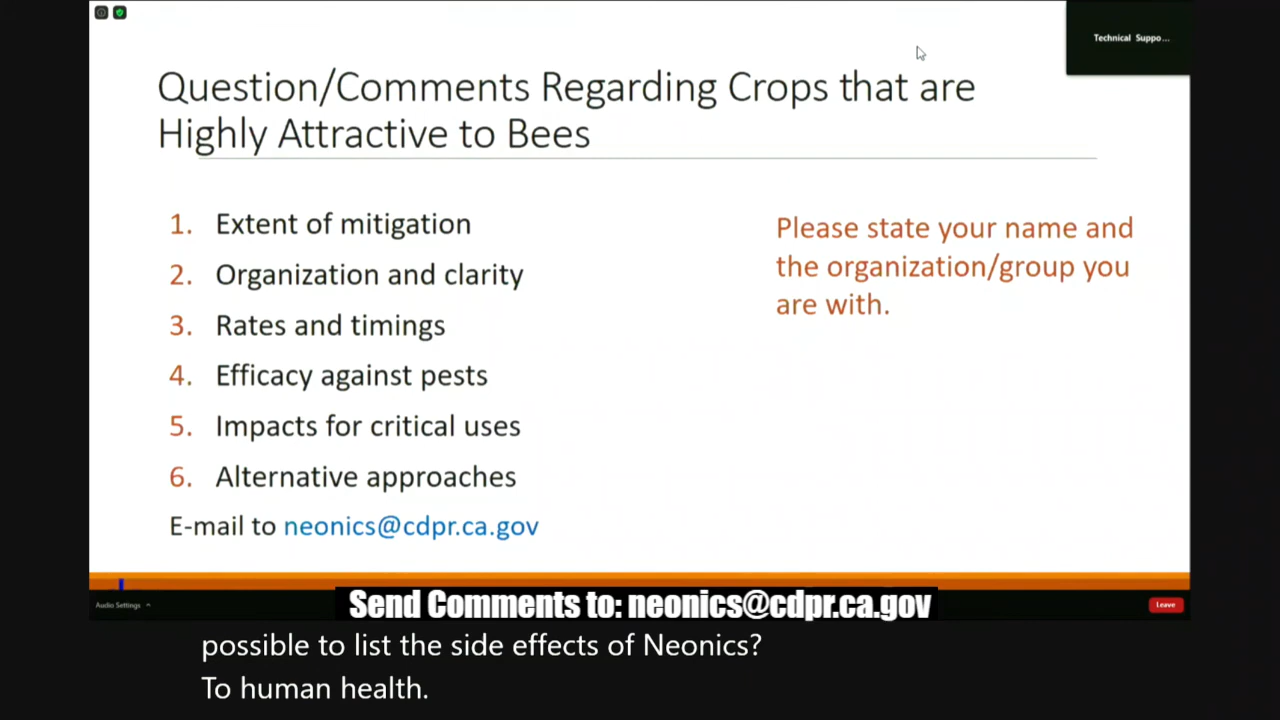 Technical Suppo...
Question/Comments Regarding Crops that are
Highly Attractive to Bees
1. Extent of mitigation
2. Organization and clarity
3. Rates and timings
4. Efficacy against pests
5. Impacts for critical uses
6. Alternative approaches
E-mail to neonics@cdpr.ca.gov
Please state your name and
the organization/group you
are with.
Audio Settings
Leave
Send Comments to: neonics@cdpr.ca.gov
possible to list the side effects of Neonics?
To human health.